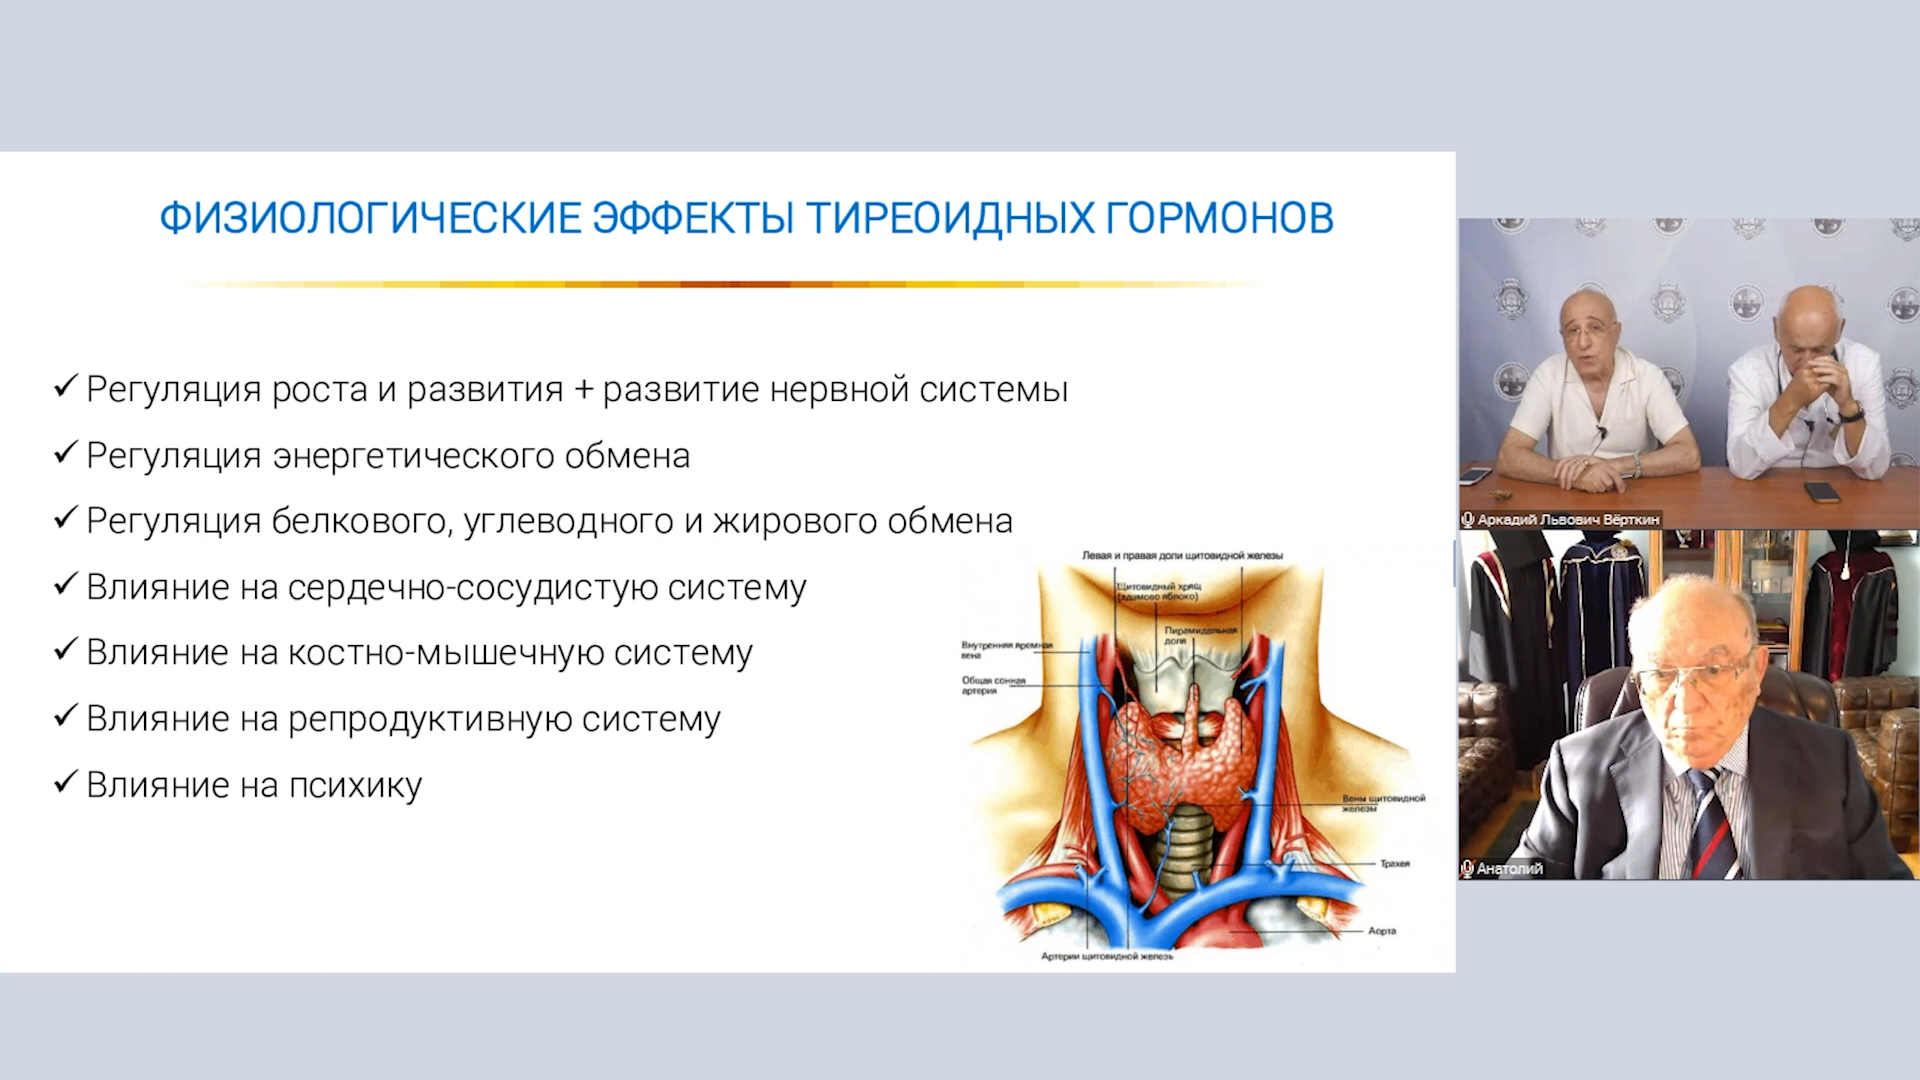 ФИЗИОЛОГИЧЕСКИЕ ЭФФЕКТЫ ТИРЕОИДНЫХ ГОРМОНОВ
✓ Регуляция роста и развития + развитие нервной системы
✓ Регуляция энергетического обмена
✓ Регуляция белкового, углеводного и жирового обмена
✓ Влияние на сердечно-сосудистую систему
✓ Влияние на костно-мышечную систему
✓ Влияние на репродуктивную систему
✓ Влияние на психику
Левая и правая доли щитовидной железы
Щитовидный хрящ
(адамово яблоко)
Пирамидальная
доля
Внутренняя яремная
вена
Общая сонная
артерия
Вены щитовидной
железы
Трахея
Аорта
Артерии щитовидной железы
Аркадий Львович Вёрткин
Анатолий